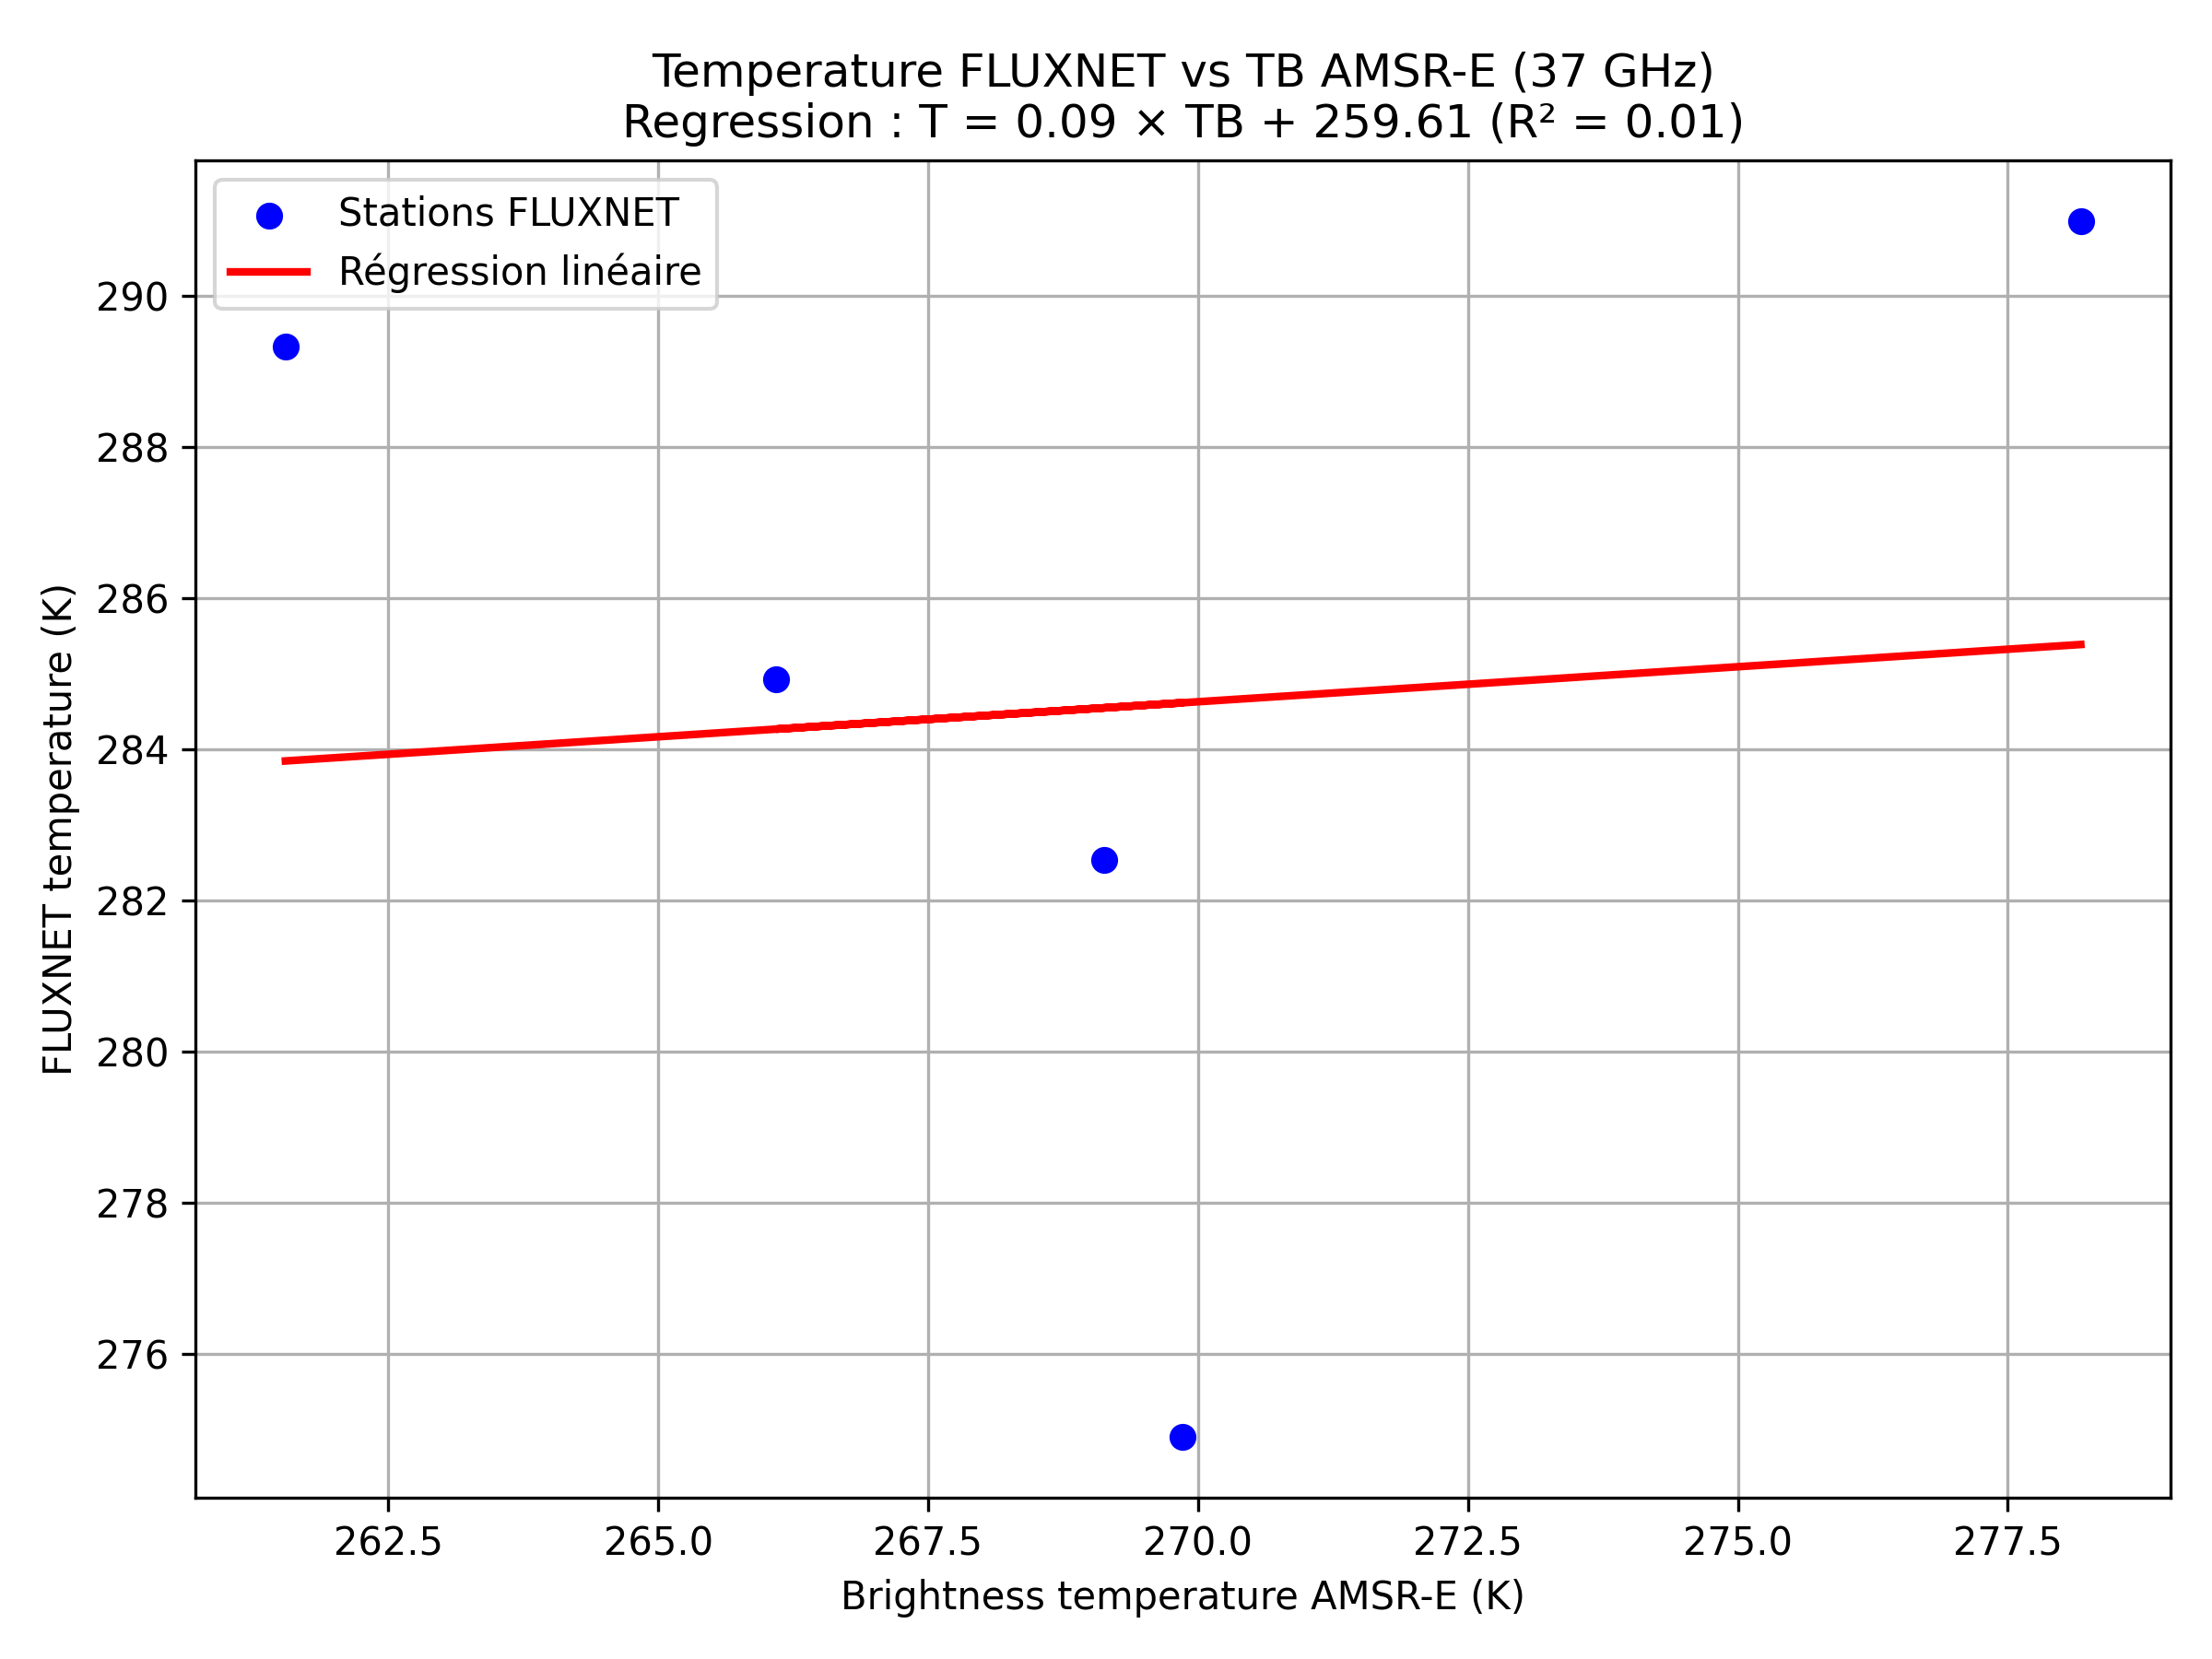 Temperature FLUXNET vs TB AMSR-E (37 GHz)
Regression : T = 0.09 × TB + 259.61 (R² = 0.01)
Stations FLUXNET
Régression linéaire
FLUXNET temperature (K)
290
288
286
284
282
280
278
276
262.5 265.0 267.5 270.0 272.5 275.0 277.5
Brightness temperature AMSR-E (K)